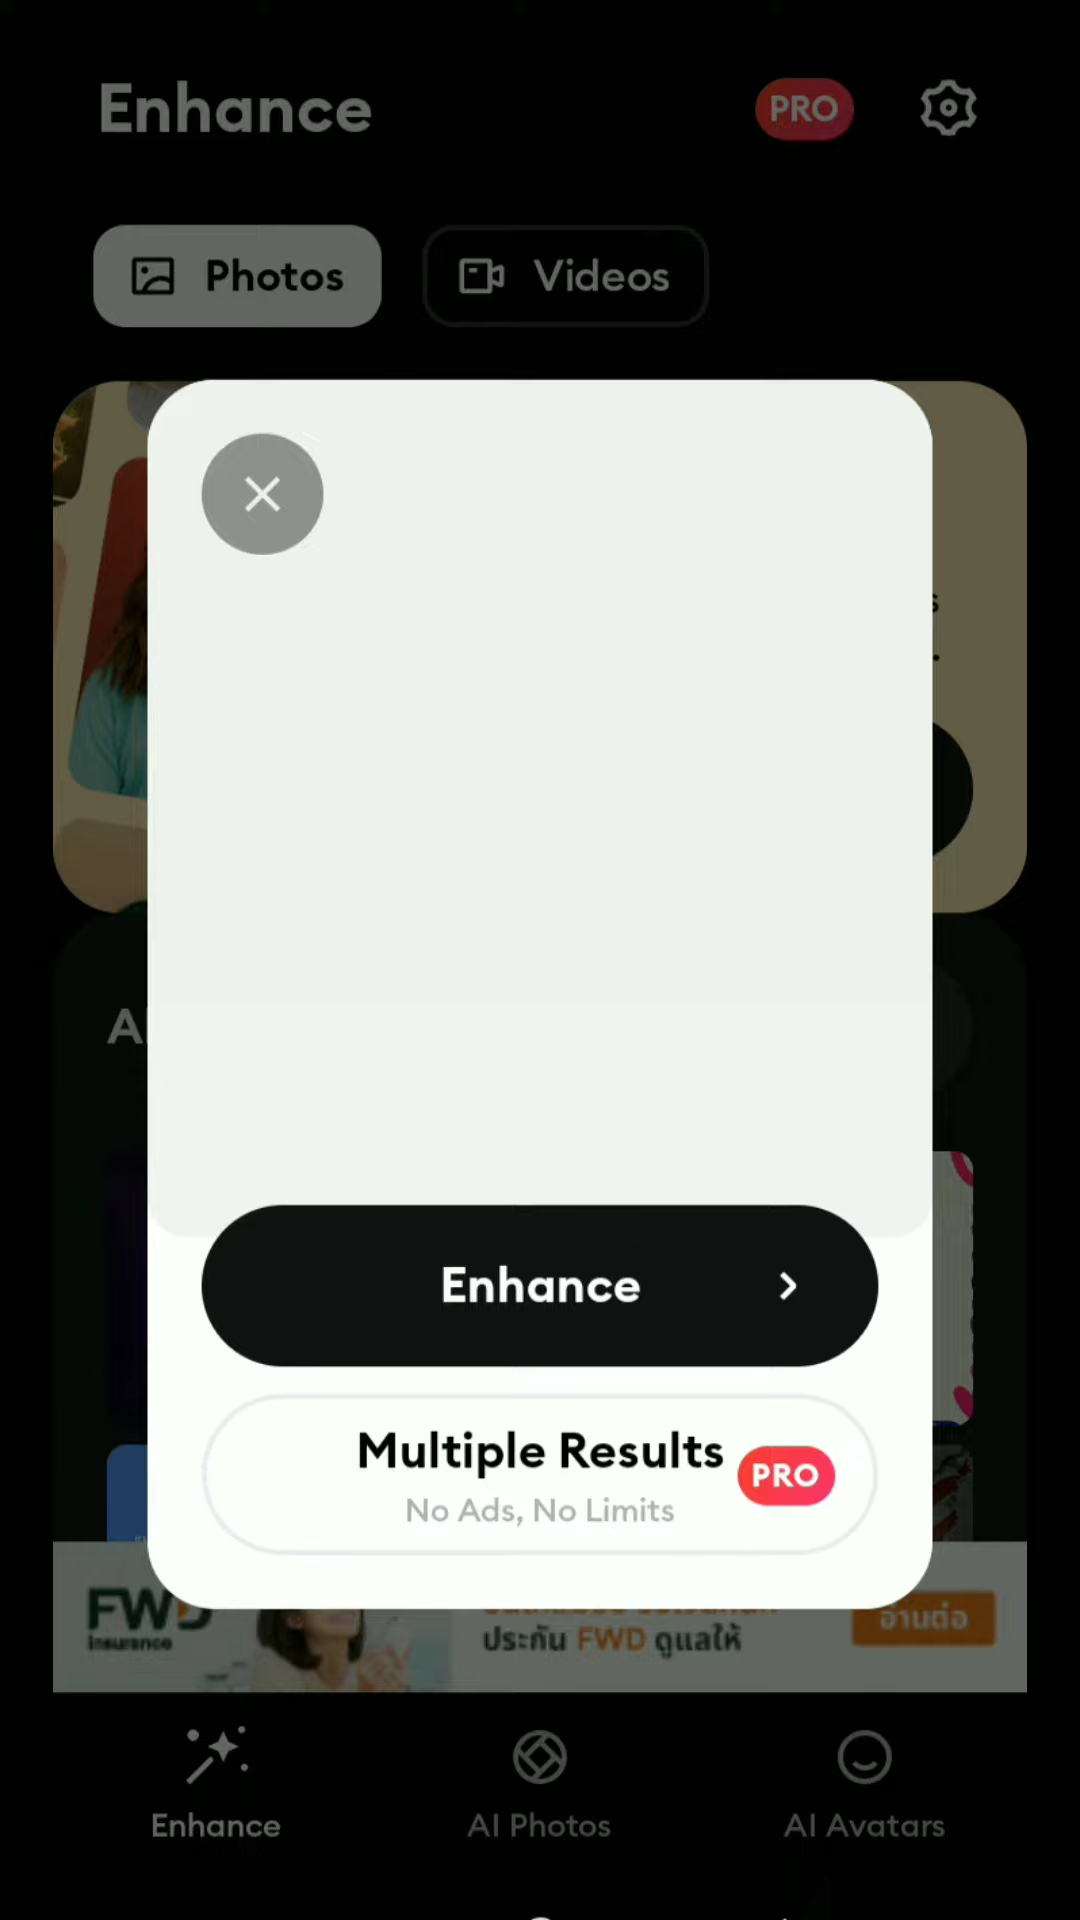 Enhance
PRO
Photos
Videos
Enhance
Multiple Results
PRO
No Ads, No Limits
FWD
insurance
ประกัน FWD ดูแลให้
อ่านต่อ
Enhance
AI Photos
AI Avatars